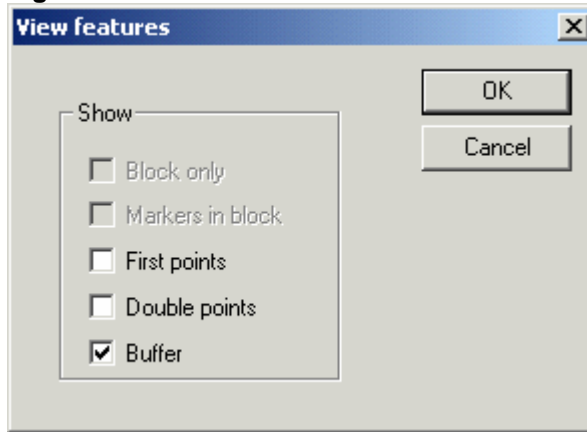 View features
OK
Cancel
Show
Block only
Markers in block
First points
Double points
Buffer